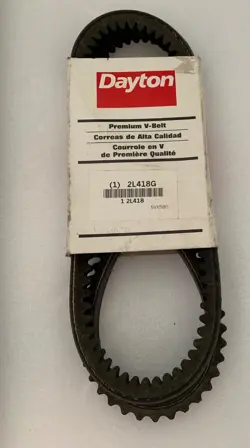 Dayton
Premium V-Belt
Correas de Alta Calidad
Courroie en V
de Première Qualité
(1) 2L418G
1 2L418